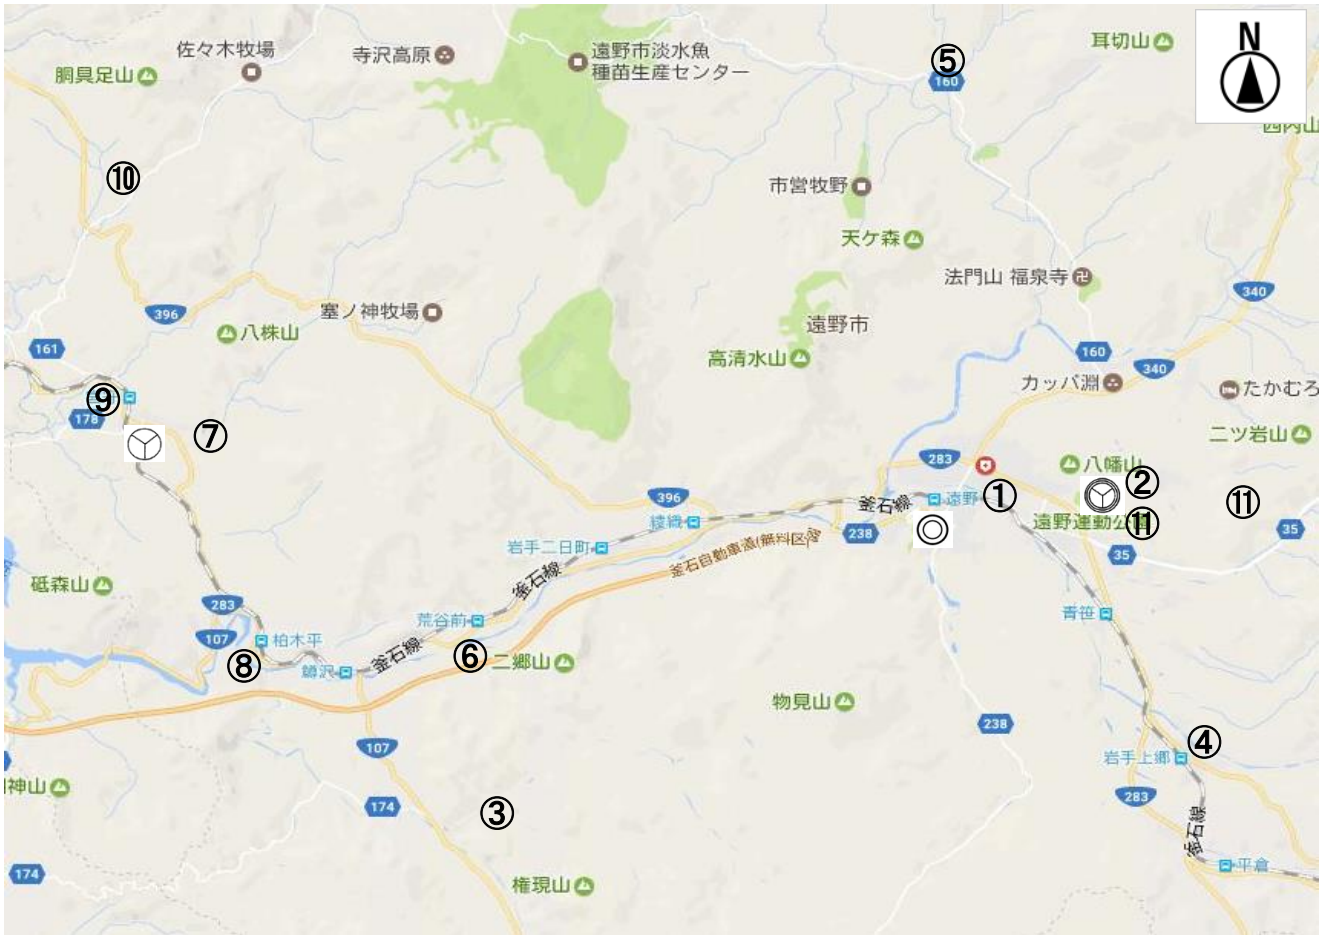 N
佐々木牧場
寺沢高原
遠野市淡水魚
種苗生産センター
⑤
160
耳切山
胴具足山
⑩
市営牧野
天ケ森
法門山 福泉寺
340
396
塞ノ神牧場
八株山
遠野市
161
高清水山
160
340
カッパ淵
たかむろ
⑨
178
⑦
二ツ岩山
283
八幡山
②
396
釜石線
遠野
①
⑪
綾織
238
遠野運動公園
⑪
35
35
岩手二日町
釜石自動車道(無料区間)
釜石線
砥森山
283
荒谷前
青笹
107
柏木平
⑧
鱒沢
釜石線
⑥
二郷山
物見山
238
107
④
岩手上郷
神山
174
③
283
釜石線
174
権現山
平倉